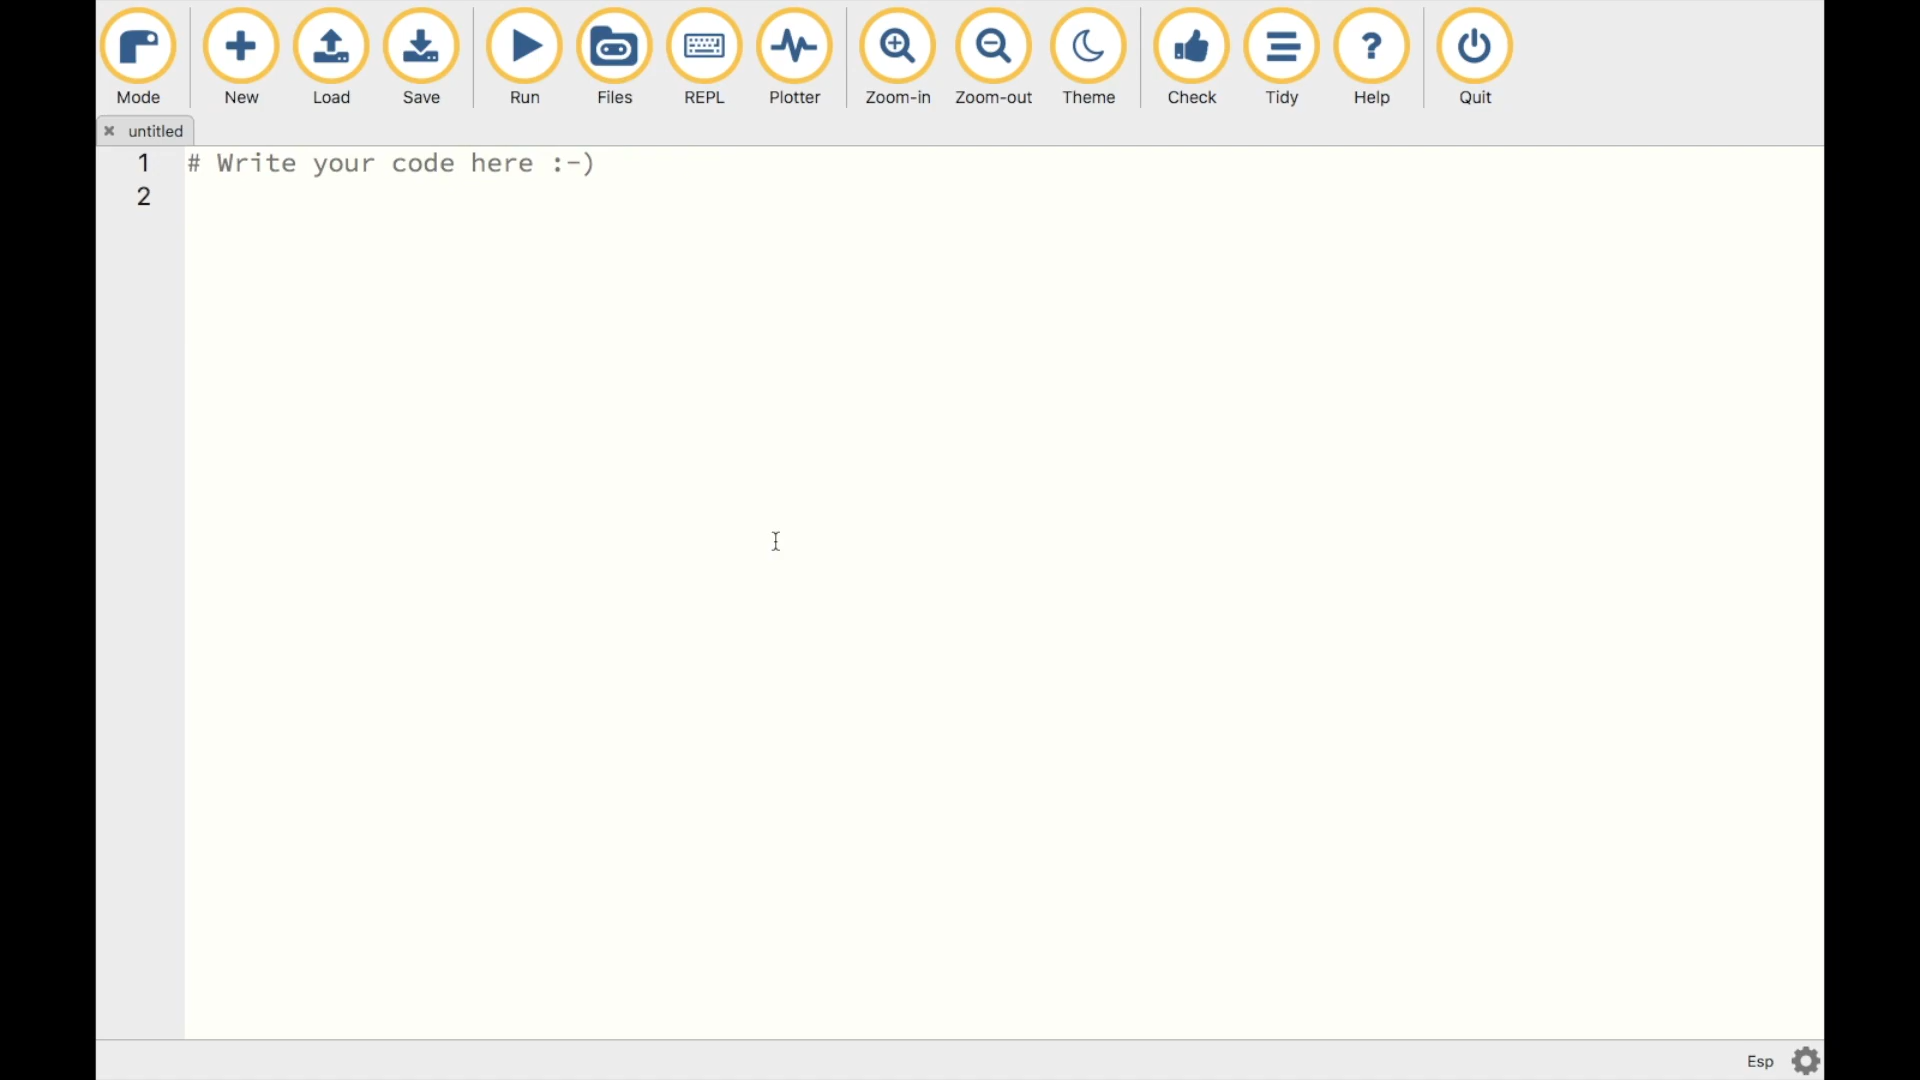 Mode New Load Save Run Files REPL Plotter Zoom-in Zoom-out Theme Check Tidy Help Quit
× untitled
1 # Write your code here :-)
2
Esp